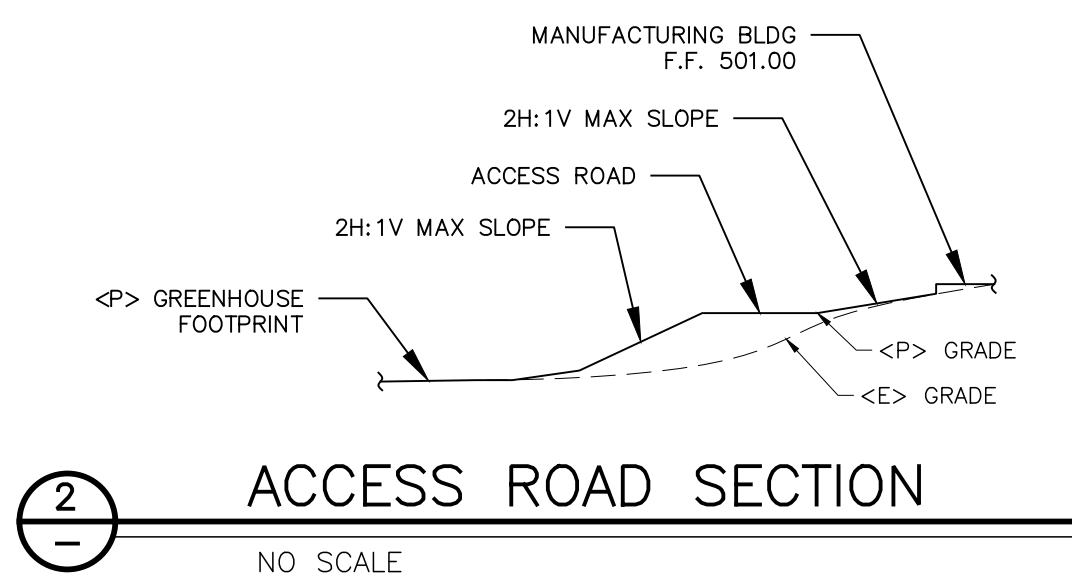 MANUFACTURING BLDG
F.F. 501.00
2H:1V MAX SLOPE
ACCESS ROAD
2H:1V MAX SLOPE
<P> GREENHOUSE
FOOTPRINT
<P> GRADE
<E> GRADE
2
–
ACCESS ROAD SECTION
NO SCALE